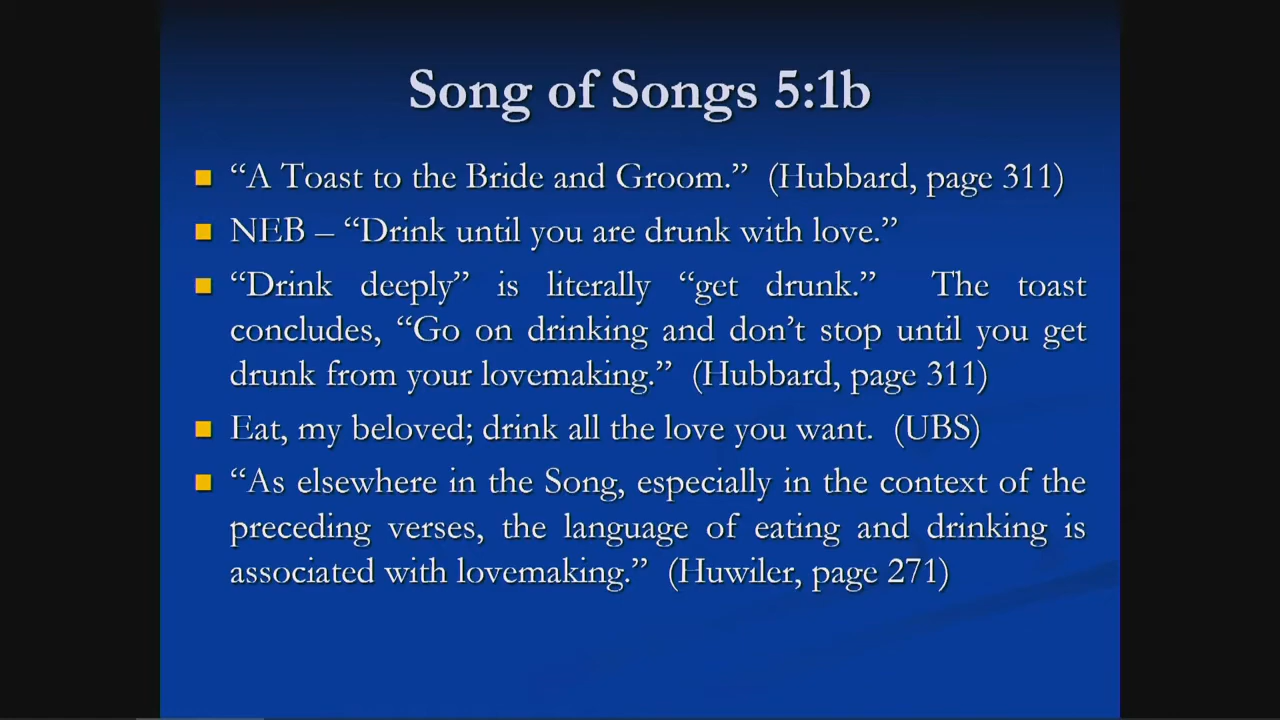 Song of Songs 5:1b
“A Toast to the Bride and Groom.” (Hubbard, page 311)
NEB – “Drink until you are drunk with love.”
“Drink deeply” is literally “get drunk.” The toast
concludes, “Go on drinking and don’t stop until you get
drunk from your lovemaking.” (Hubbard, page 311)
Eat, my beloved; drink all the love you want. (UBS)
“As elsewhere in the Song, especially in the context of the
preceding verses, the language of eating and drinking is
associated with lovemaking.” (Huwiler, page 271)